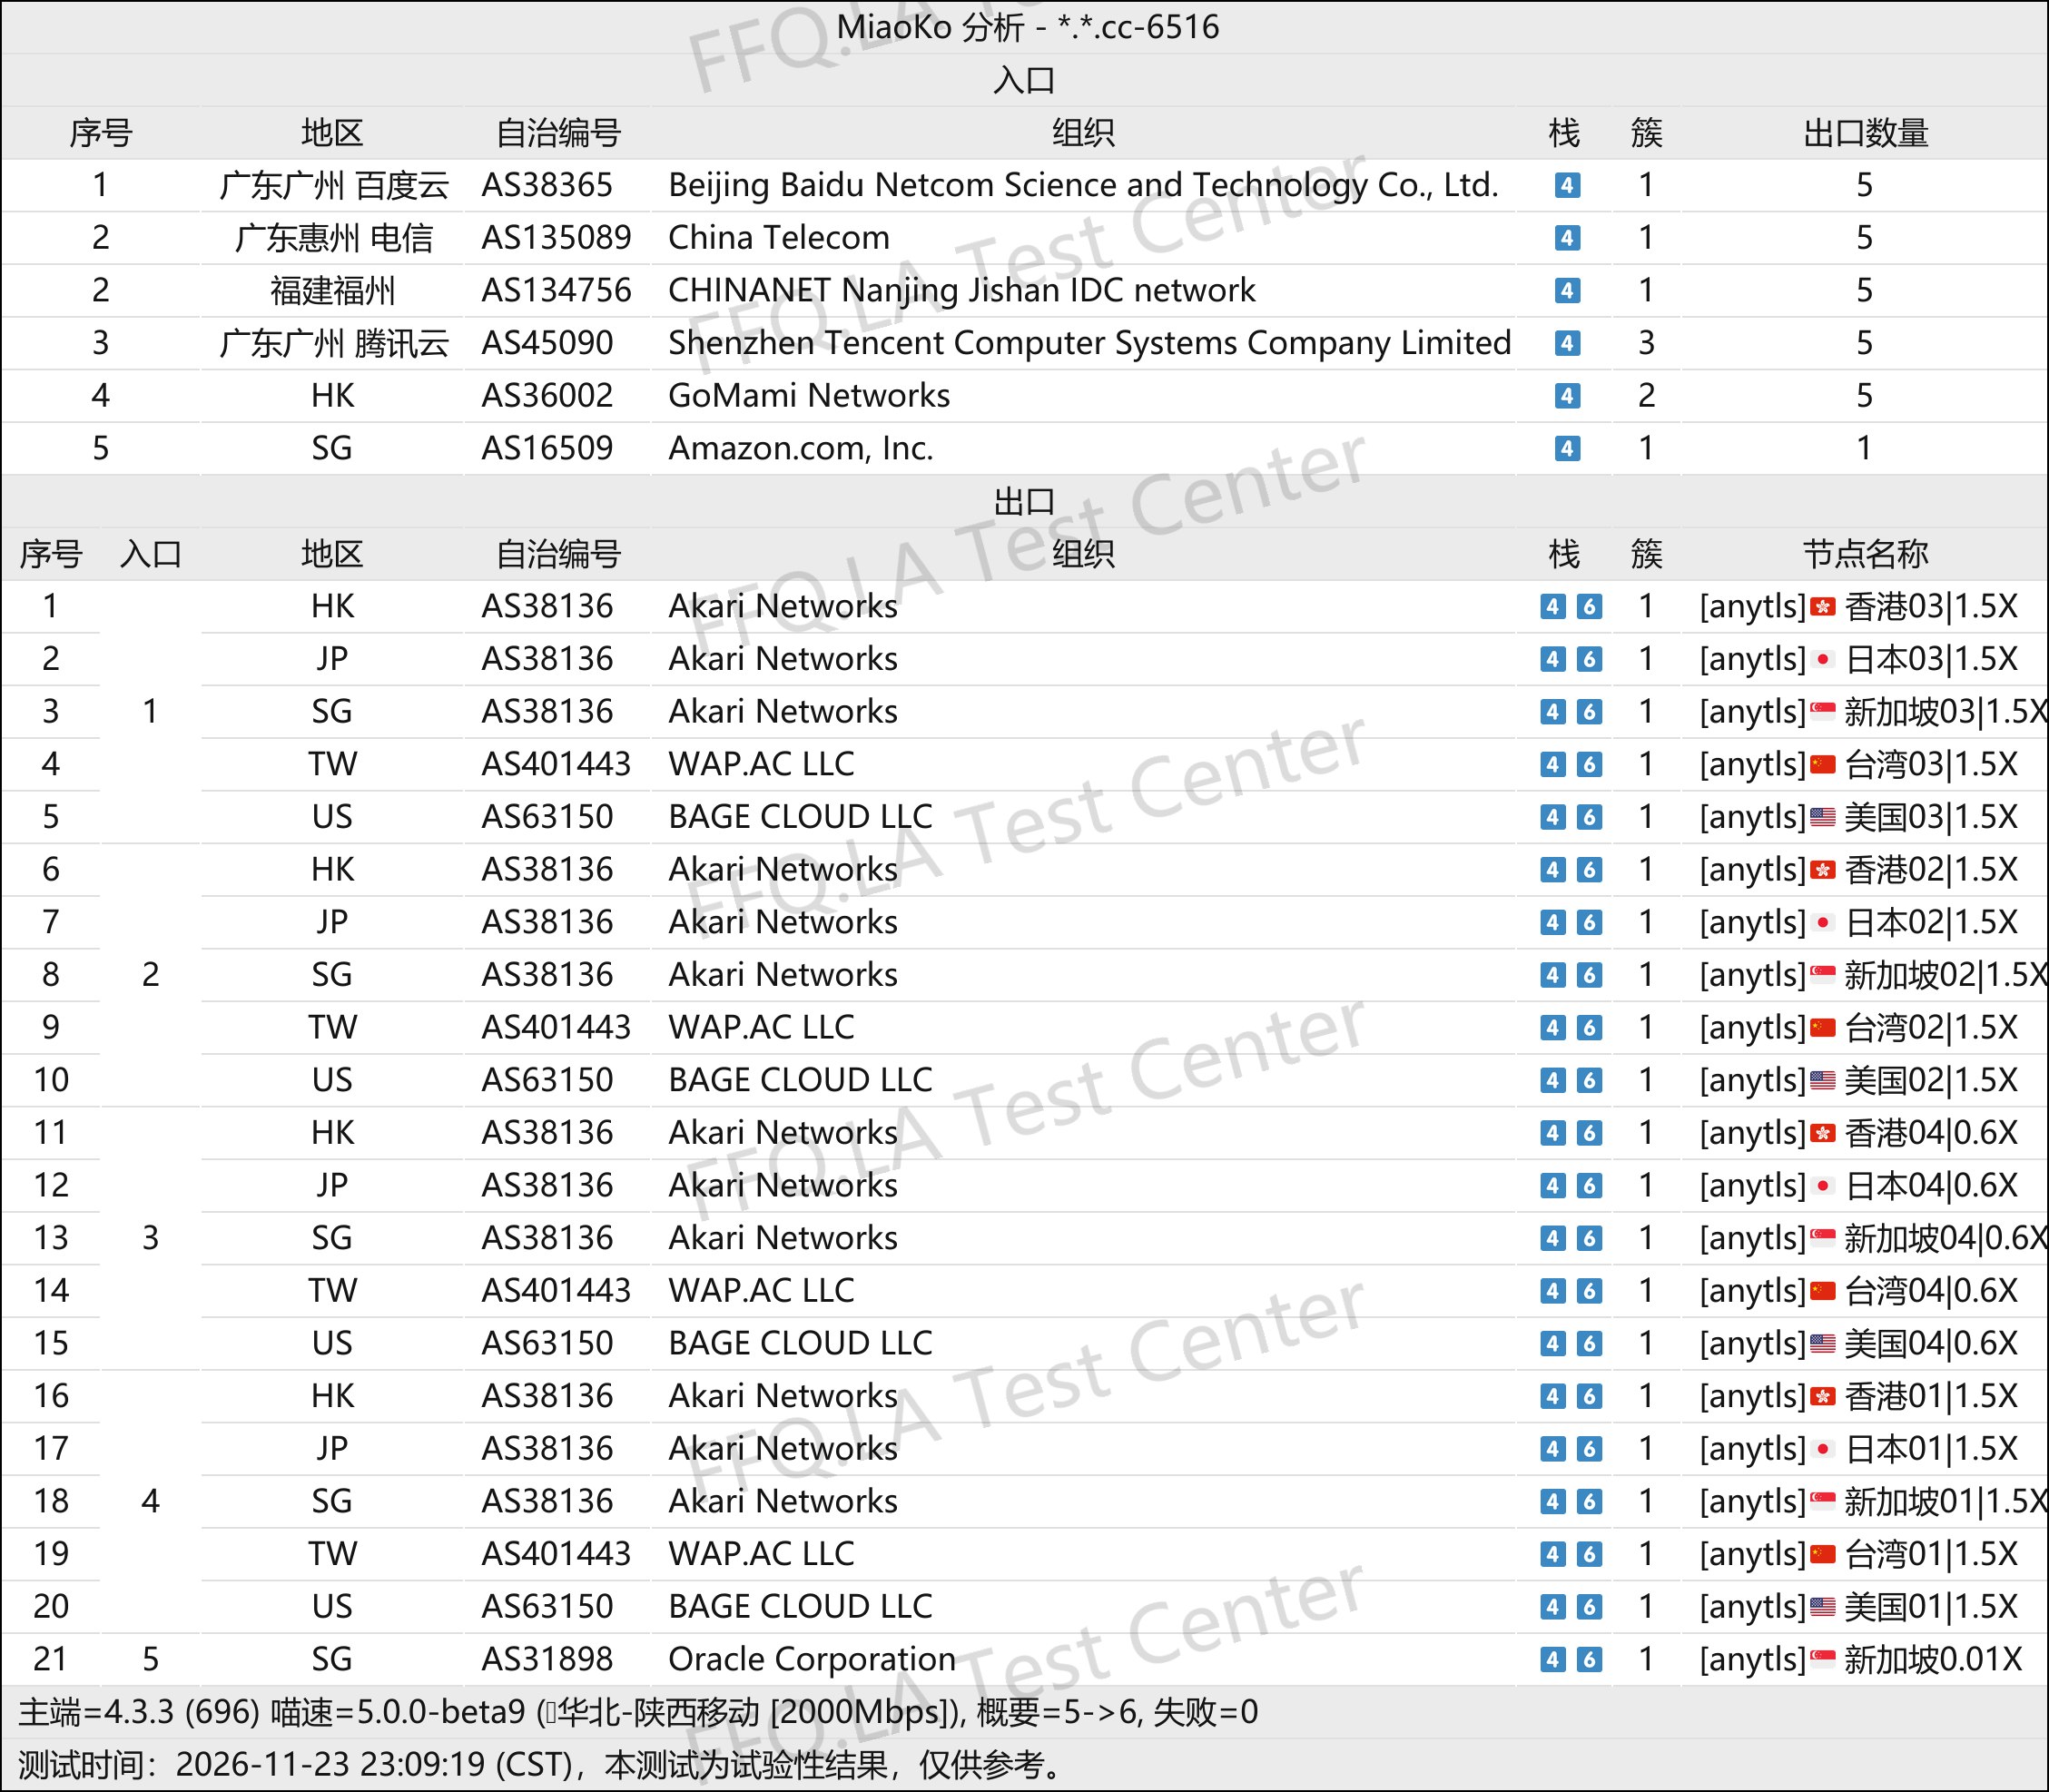 MiaoKo 分析 - *.*.cc-6516
入口
序号 地区 自治编号 组织 栈 簇 出口数量
1 广东广州 百度云 AS38365 Beijing Baidu Netcom Science and Technology Co., Ltd. 4 1 5
2 广东惠州 电信 AS135089 China Telecom 4 1 5
2 福建福州 AS134756 CHINANET Nanjing Jishan IDC network 4 1 5
3 广东广州 腾讯云 AS45090 Shenzhen Tencent Computer Systems Company Limited 4 3 5
4 HK AS36002 GoMami Networks 4 2 5
5 SG AS16509 Amazon.com, Inc. 4 1 1
出口
序号 入口 地区 自治编号 组织 栈 簇 节点名称
1 HK AS38136 Akari Networks 4 6 1 [anytls]🇭🇰 香港03|1.5X
2 JP AS38136 Akari Networks 4 6 1 [anytls]🇯🇵 日本03|1.5X
3 1 SG AS38136 Akari Networks 4 6 1 [anytls]🇸🇬 新加坡03|1.5X
4 TW AS401443 WAP.AC LLC 4 6 1 [anytls]🇨🇳 台湾03|1.5X
5 US AS63150 BAGE CLOUD LLC 4 6 1 [anytls]🇺🇸 美国03|1.5X
6 HK AS38136 Akari Networks 4 6 1 [anytls]🇭🇰 香港02|1.5X
7 JP AS38136 Akari Networks 4 6 1 [anytls]🇯🇵 日本02|1.5X
8 2 SG AS38136 Akari Networks 4 6 1 [anytls]🇸🇬 新加坡02|1.5X
9 TW AS401443 WAP.AC LLC 4 6 1 [anytls]🇨🇳 台湾02|1.5X
10 US AS63150 BAGE CLOUD LLC 4 6 1 [anytls]🇺🇸 美国02|1.5X
11 HK AS38136 Akari Networks 4 6 1 [anytls]🇭🇰 香港04|0.6X
12 JP AS38136 Akari Networks 4 6 1 [anytls]🇯🇵 日本04|0.6X
13 3 SG AS38136 Akari Networks 4 6 1 [anytls]🇸🇬 新加坡04|0.6X
14 TW AS401443 WAP.AC LLC 4 6 1 [anytls]🇨🇳 台湾04|0.6X
15 US AS63150 BAGE CLOUD LLC 4 6 1 [anytls]🇺🇸 美国04|0.6X
16 HK AS38136 Akari Networks 4 6 1 [anytls]🇭🇰 香港01|1.5X
17 JP AS38136 Akari Networks 4 6 1 [anytls]🇯🇵 日本01|1.5X
18 4 SG AS38136 Akari Networks 4 6 1 [anytls]🇸🇬 新加坡01|1.5X
19 TW AS401443 WAP.AC LLC 4 6 1 [anytls]🇨🇳 台湾01|1.5X
20 US AS63150 BAGE CLOUD LLC 4 6 1 [anytls]🇺🇸 美国01|1.5X
21 5 SG AS31898 Oracle Corporation 4 6 1 [anytls]🇸🇬 新加坡0.01X
主端=4.3.3 (696) 喵速=5.0.0-beta9 (华北-陕西移动 [2000Mbps]), 概要=5->6, 失败=0
测试时间：2026-11-23 23:09:19 (CST)，本测试为试验性结果，仅供参考。
FFQ.LA Test Center
FFQ.LA Test Center
FFQ.LA Test Center
FFQ.LA Test Center
FFQ.LA Test Center
FFQ.LA Test Center
FFQ.LA Test Center